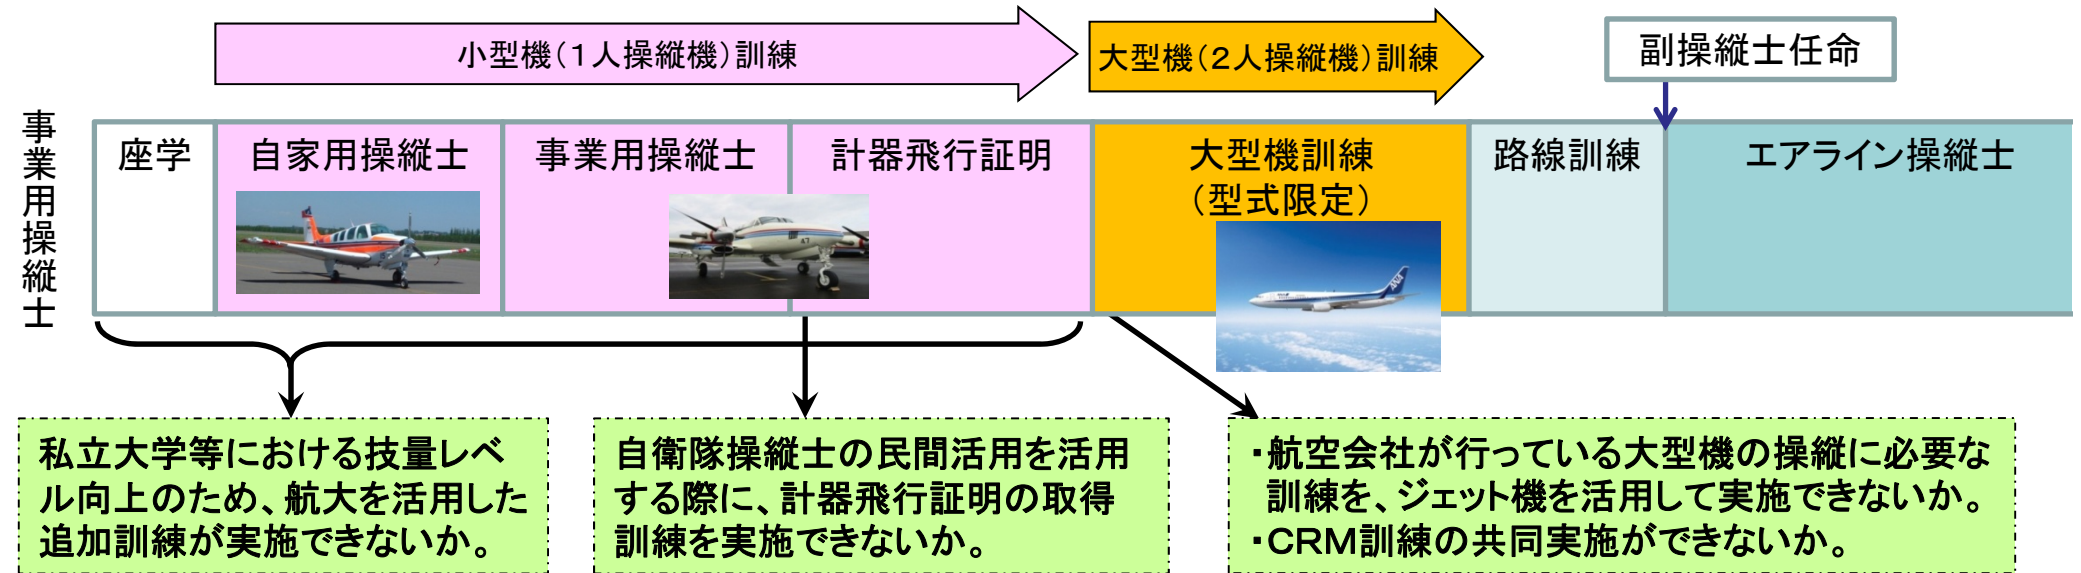 小型機(1人操縦機)訓練
大型機(2人操縦機)訓練
副操縦士任命
事業用操縦士
座学
自家用操縦士
事業用操縦士
計器飛行証明
大型機訓練
(型式限定)
路線訓練
エアライン操縦士
ANA
47
私立大学等における技量レベ
ル向上のため、航大を活用した
追加訓練が実施できないか。
自衛隊操縦士の民間活用を活用
する際に、計器飛行証明の取得
訓練を実施できないか。
・航空会社が行っている大型機の操縦に必要な
訓練を、ジェット機を活用して実施できないか。
・CRM訓練の共同実施ができないか。